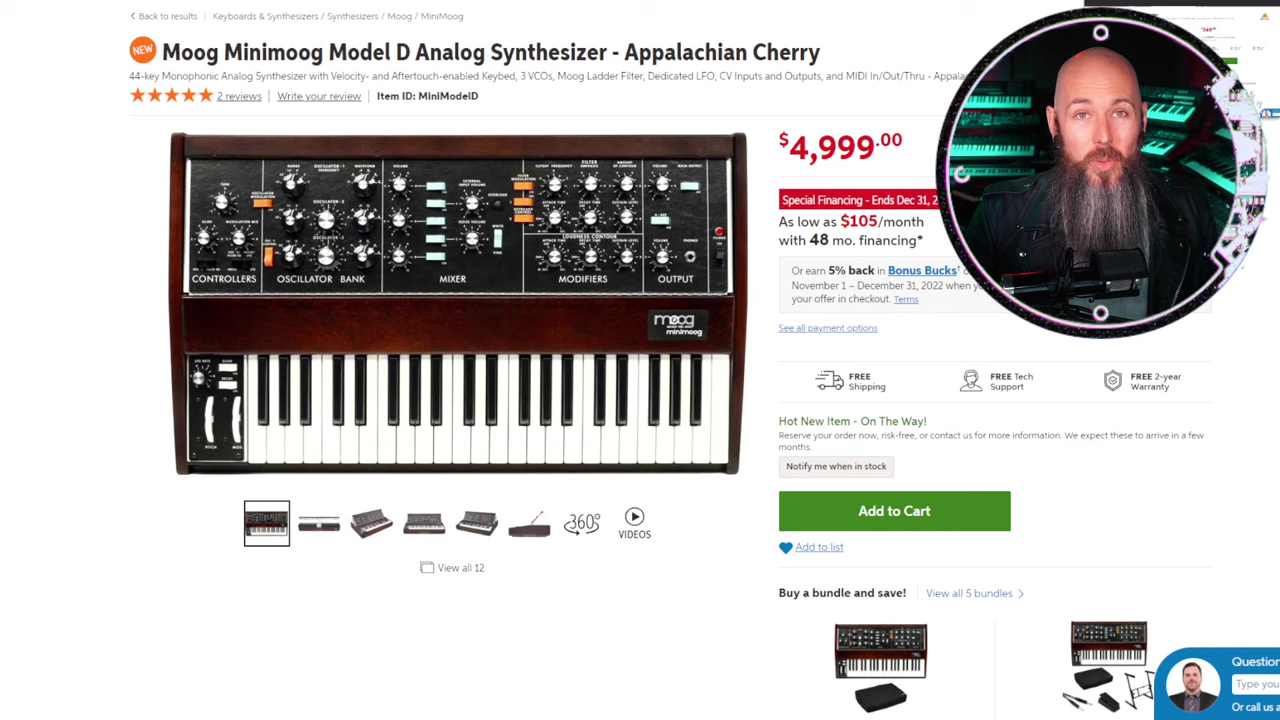 Back to results
Keyboards & Synthesizers / Synthesizers / Moog / MiniMoog
NEW
Moog Minimoog Model D Analog Synthesizer - Appalachian Cherry
44-key Monophonic Analog Synthesizer with Velocity- and Aftertouch-enabled Keybed, 3 VCOs, Moog Ladder Filter, Dedicated LFO, CV Inputs and Outputs, and MIDI In/Out/Thru - Appala
2 reviews
Write your review
Item ID: MiniModelD
CONTROLLERS
OSCILLATOR BANK
MIXER
MODIFIERS
OUTPUT
moog
minimoog
PITCH
MOD
360°
VIDEOS
View all 12
$4,999.00
Special Financing - Ends Dec 31, 2
As low as $105/month
with 48 mo. financing*
Or earn 5% back in Bonus Bucks†
November 1 – December 31, 2022 when
your offer in checkout. Terms
See all payment options
FREE
Shipping
FREE Tech
Support
FREE 2-year
Warranty
Hot New Item - On The Way!
Reserve your order now, risk-free, or contact us for more information. We expect these to arrive in a few
months.
Notify me when in stock
Add to Cart
Add to list
Buy a bundle and save!
View all 5 bundles
Question
Type you
Or call us a